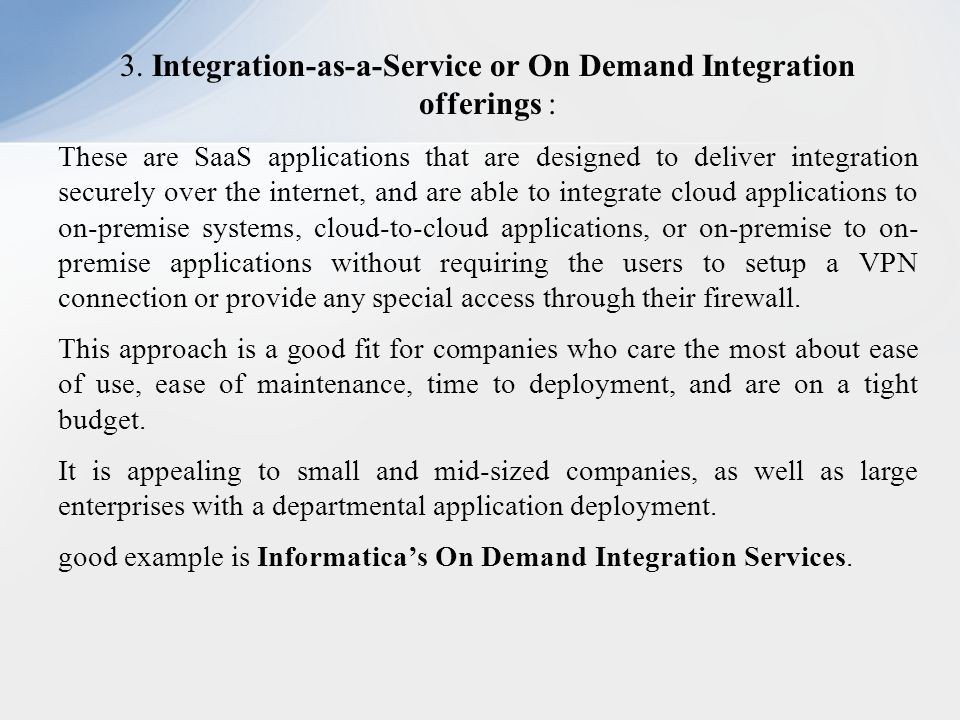 3. Integration-as-a-Service or On Demand Integration
offerings :
These are SaaS applications that are designed to deliver integration
securely over the internet, and are able to integrate cloud applications to
on-premise systems, cloud-to-cloud applications, or on-premise to on-
premise applications without requiring the users to setup a VPN
connection or provide any special access through their firewall.
This approach is a good fit for companies who care the most about ease
of use, ease of maintenance, time to deployment, and are on a tight
budget.
It is appealing to small and mid-sized companies, as well as large
enterprises with a departmental application deployment.
good example is Informatica’s On Demand Integration Services.